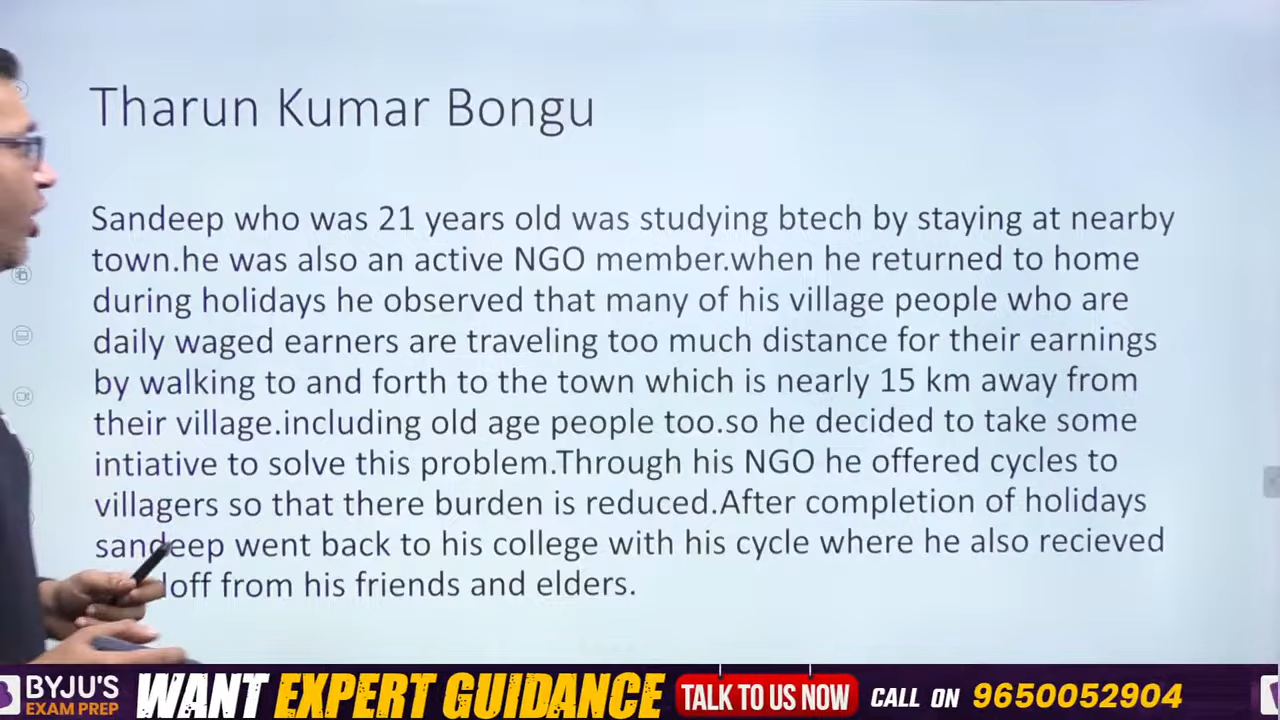 Tharun Kumar Bongu
Sandeep who was 21 years old was studying btech by staying at nearby
town.he was also an active NGO member.when he returned to home
during holidays he observed that many of his village people who are
daily waged earners are traveling too much distance for their earnings
by walking to and forth to the town which is nearly 15 km away from
their village.including old age people too.so he decided to take some
intiative to solve this problem.Through his NGO he offered cycles to
villagers so that there burden is reduced.After completion of holidays
sandeep went back to his college with his cycle where he also recieved
from his friends and elders.
BYJU'S
EXAM PREP
WANT EXPERT GUIDANCE TALK TO US NOW CALL ON 9650052904